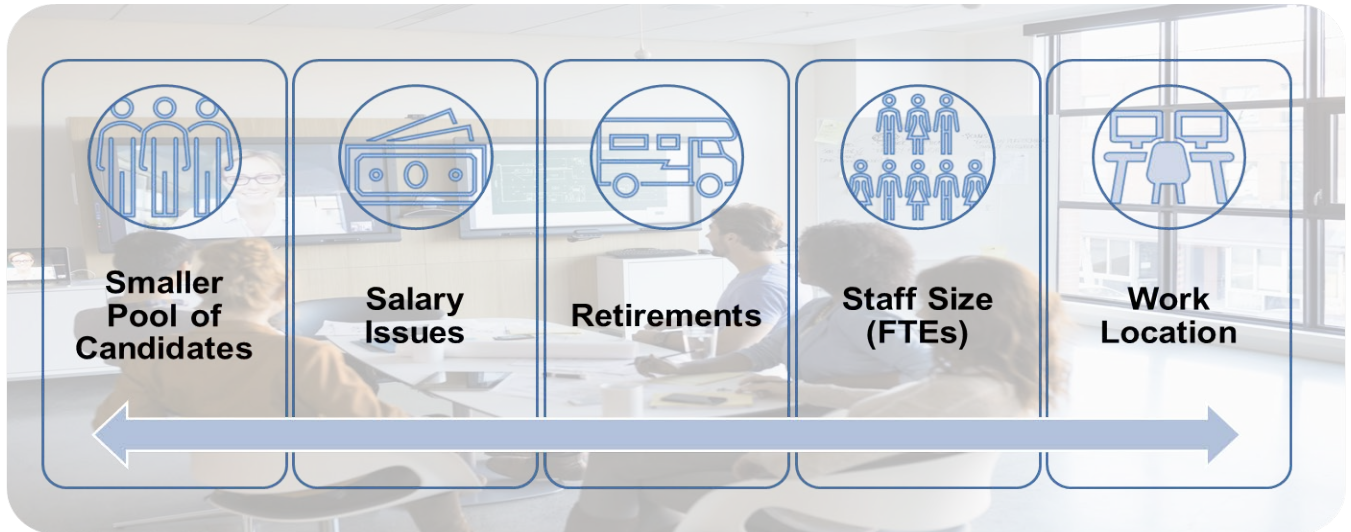 Smaller
Pool of
Candidates
Salary
Issues
Retirements
Staff Size
(FTEs)
Work
Location